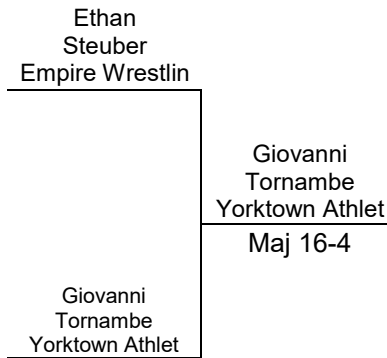 Ethan
Steuber
Empire Wrestlin
Giovanni
Tornambe
Yorktown Athlet
Maj 16-4
Giovanni
Tornambe
Yorktown Athlet